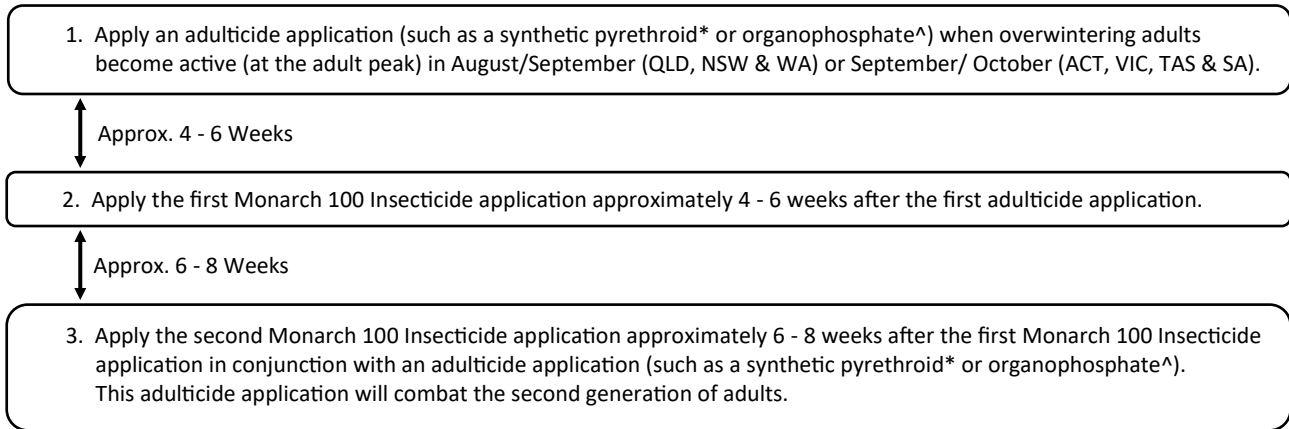 1. Apply an adulticide application (such as a synthetic pyrethroid* or organophosphate^) when overwintering adults
become active (at the adult peak) in August/September (QLD, NSW & WA) or September/ October (ACT, VIC, TAS & SA).
Approx. 4 - 6 Weeks
2. Apply the first Monarch 100 Insecticide application approximately 4 - 6 weeks after the first adulticide application.
Approx. 6 - 8 Weeks
3. Apply the second Monarch 100 Insecticide application approximately 6 - 8 weeks after the first Monarch 100 Insecticide
application in conjunction with an adulticide application (such as a synthetic pyrethroid* or organophosphate^).
This adulticide application will combat the second generation of adults.